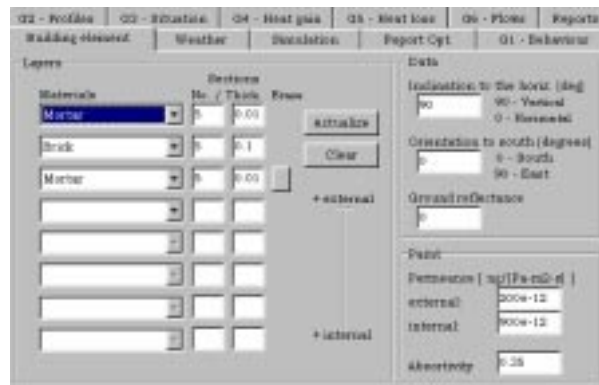 G2 - Profiles G3 - Situation G4 - Heat gain G5 - Heat loss G6 - Flows Reports
Building element Weather Simulation Report Opt. G1 - Behaviour
Layers
Sections
Materials No. / Thick Erase
Mortar 5 0.01
Brick 5 0.1
Mortar 5 0.01
Actualize
Clear
+ external
+ internal
Data
Inclination to the horiz. (deg)
90
90 - Vertical
0 - Horizontal
Orientation to south (degrees)
0
0 - South
90 - East
Ground reflectance
0
Paint
Permeance
external 200e-12
internal 900e-12
Absortivity 0.25